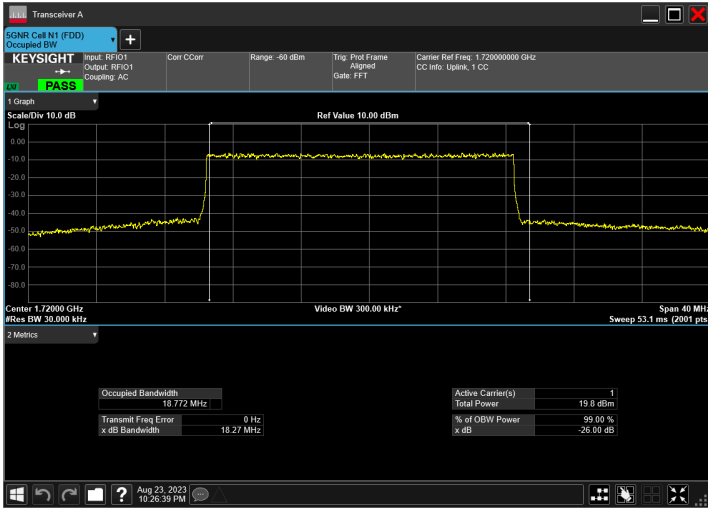 Transceiver A
5GNR Cell N1 (FDD)
Occupied BW
KEYSIGHT
LXI
PASS
Input: RFIO1
Output: RFIO1
Coupling: AC
Corr CCorr
Range: -60 dBm
Trig: Prot Frame
Aligned
Gate: FFT
Carrier Ref Freq: 1.720000000 GHz
CC Info: Uplink, 1 CC
1 Graph
Scale/Div 10.0 dB
Ref Value 10.00 dBm
Log
0.00
-10.0
-20.0
-30.0
-40.0
-50.0
-60.0
-70.0
-80.0
Center 1.72000 GHz
Video BW 300.00 kHz*
Span 40 MHz
#Res BW 30.000 kHz
Sweep 53.1 ms (2001 pts
2 Metrics
Occupied Bandwidth
18.772 MHz
Transmit Freq Error 0 Hz
x dB Bandwidth 18.27 MHz
Active Carrier(s) 1
Total Power 19.8 dBm
% of OBW Power 99.00 %
x dB -26.00 dB
Aug 23, 2023
10:26:39 PM